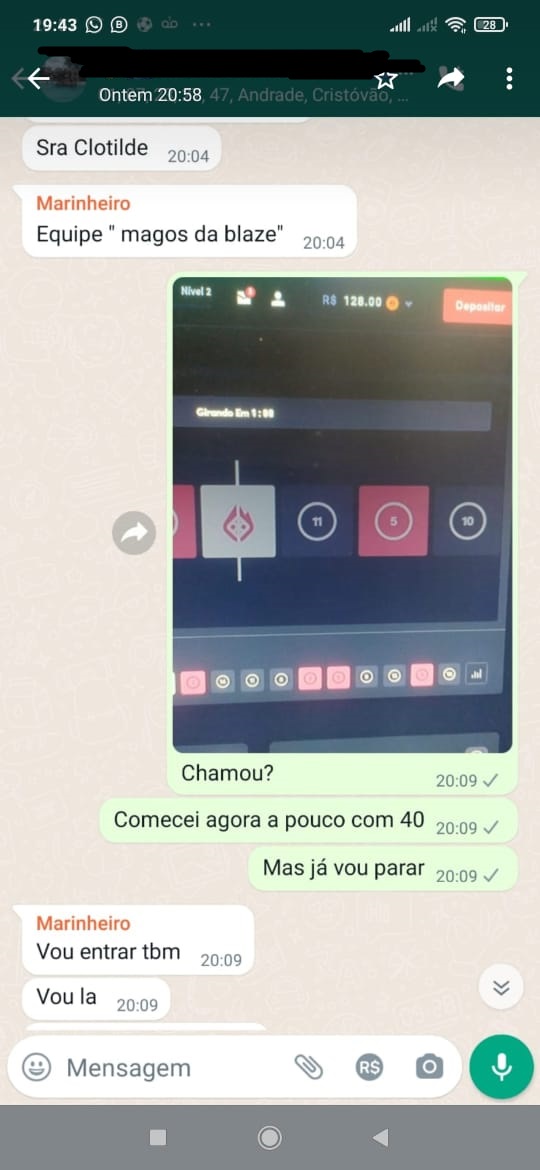 19:43
28
Ontem 20:58, 47, Andrade, Cristóvão, ...
Sra Clotilde 20:04
Marinheiro
Equipe " magos da blaze" 20:04
Nível 2 R$ 128.00 Depositar
Girando Em 1:88
11 5 10
Chamou? 20:09
Comecei agora a pouco com 40 20:09
Mas já vou parar 20:09
Marinheiro
Vou entrar tbm 20:09
Vou la 20:09
Mensagem R$